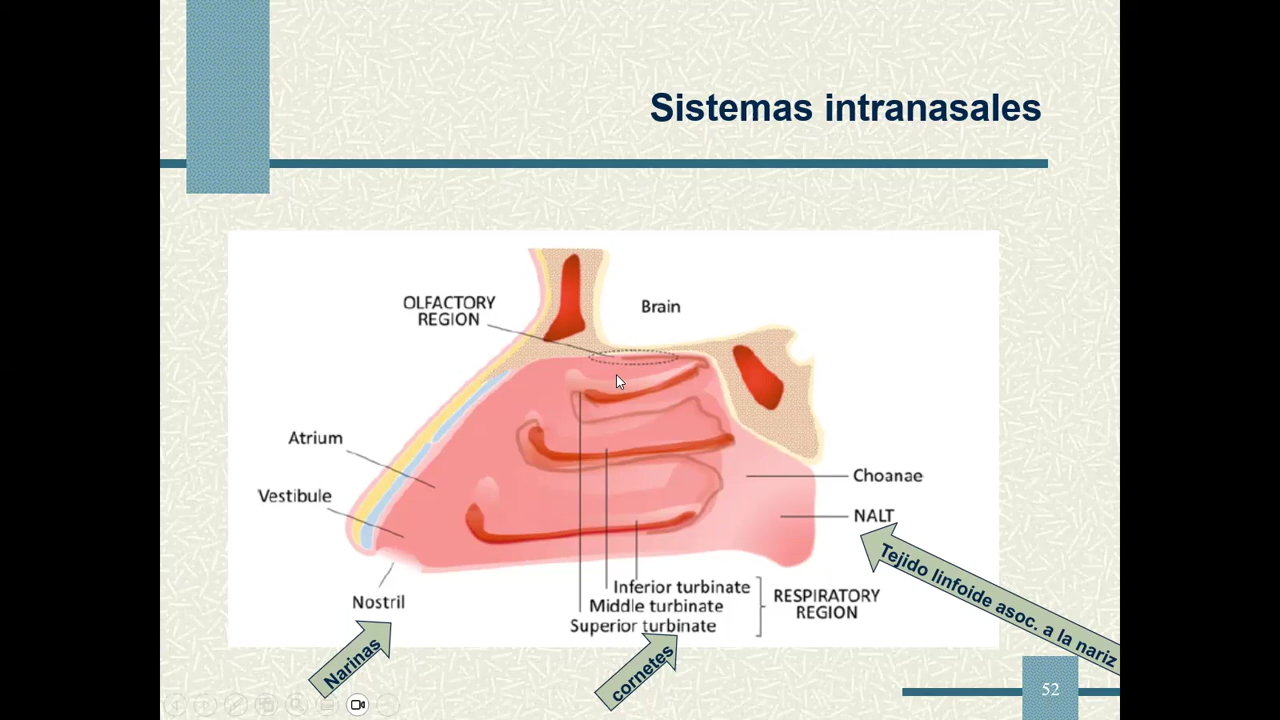 Sistemas intranasales
OLFACTORY
REGION
Brain
Atrium
Vestibule
Nostril
Choanae
NALT
Inferior turbinate
Middle turbinate
Superior turbinate
RESPIRATORY
REGION
Narinas
cornetes
Tejido linfoide asoc. a la nariz
52